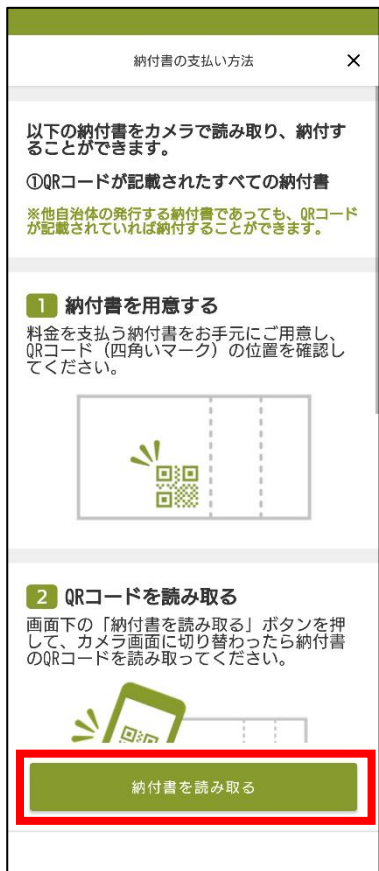 納付書の支払い方法 ×
以下の納付書をカメラで読み取り、納付す
ることができます。
①QRコードが記載されたすべての納付書
※他自治体の発行する納付書であっても、QRコード
が記載されていれば納付することができます。
1 納付書を用意する
料金を支払う納付書をお手元にご用意し、
QRコード（四角いマーク）の位置を確認し
てください。
2 QRコードを読み取る
画面下の「納付書を読み取る」ボタンを押
して、カメラ画面に切り替わったら納付書
のQRコードを読み取ってください。
納付書を読み取る